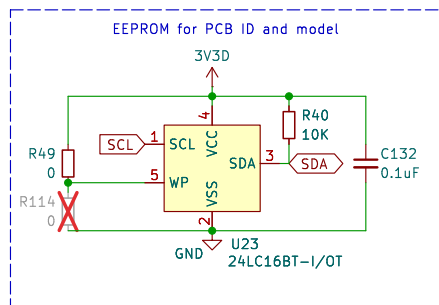 EEPROM for PCB ID and model
3V3D
4
R40
10K
SCL
1
SCL
VCC
SDA
3
SDA
R49
0
C132
0.1uF
5
WP
VSS
R114
0
2
GND
U23
24LC16BT-I/OT